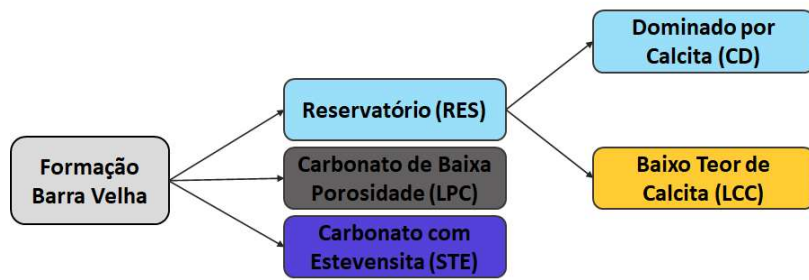 Formação
Barra Velha
Reservatório (RES)
Carbonato de Baixa
Porosidade (LPC)
Carbonato com
Estevensita (STE)
Dominado por
Calcita (CD)
Baixo Teor de
Calcita (LCC)